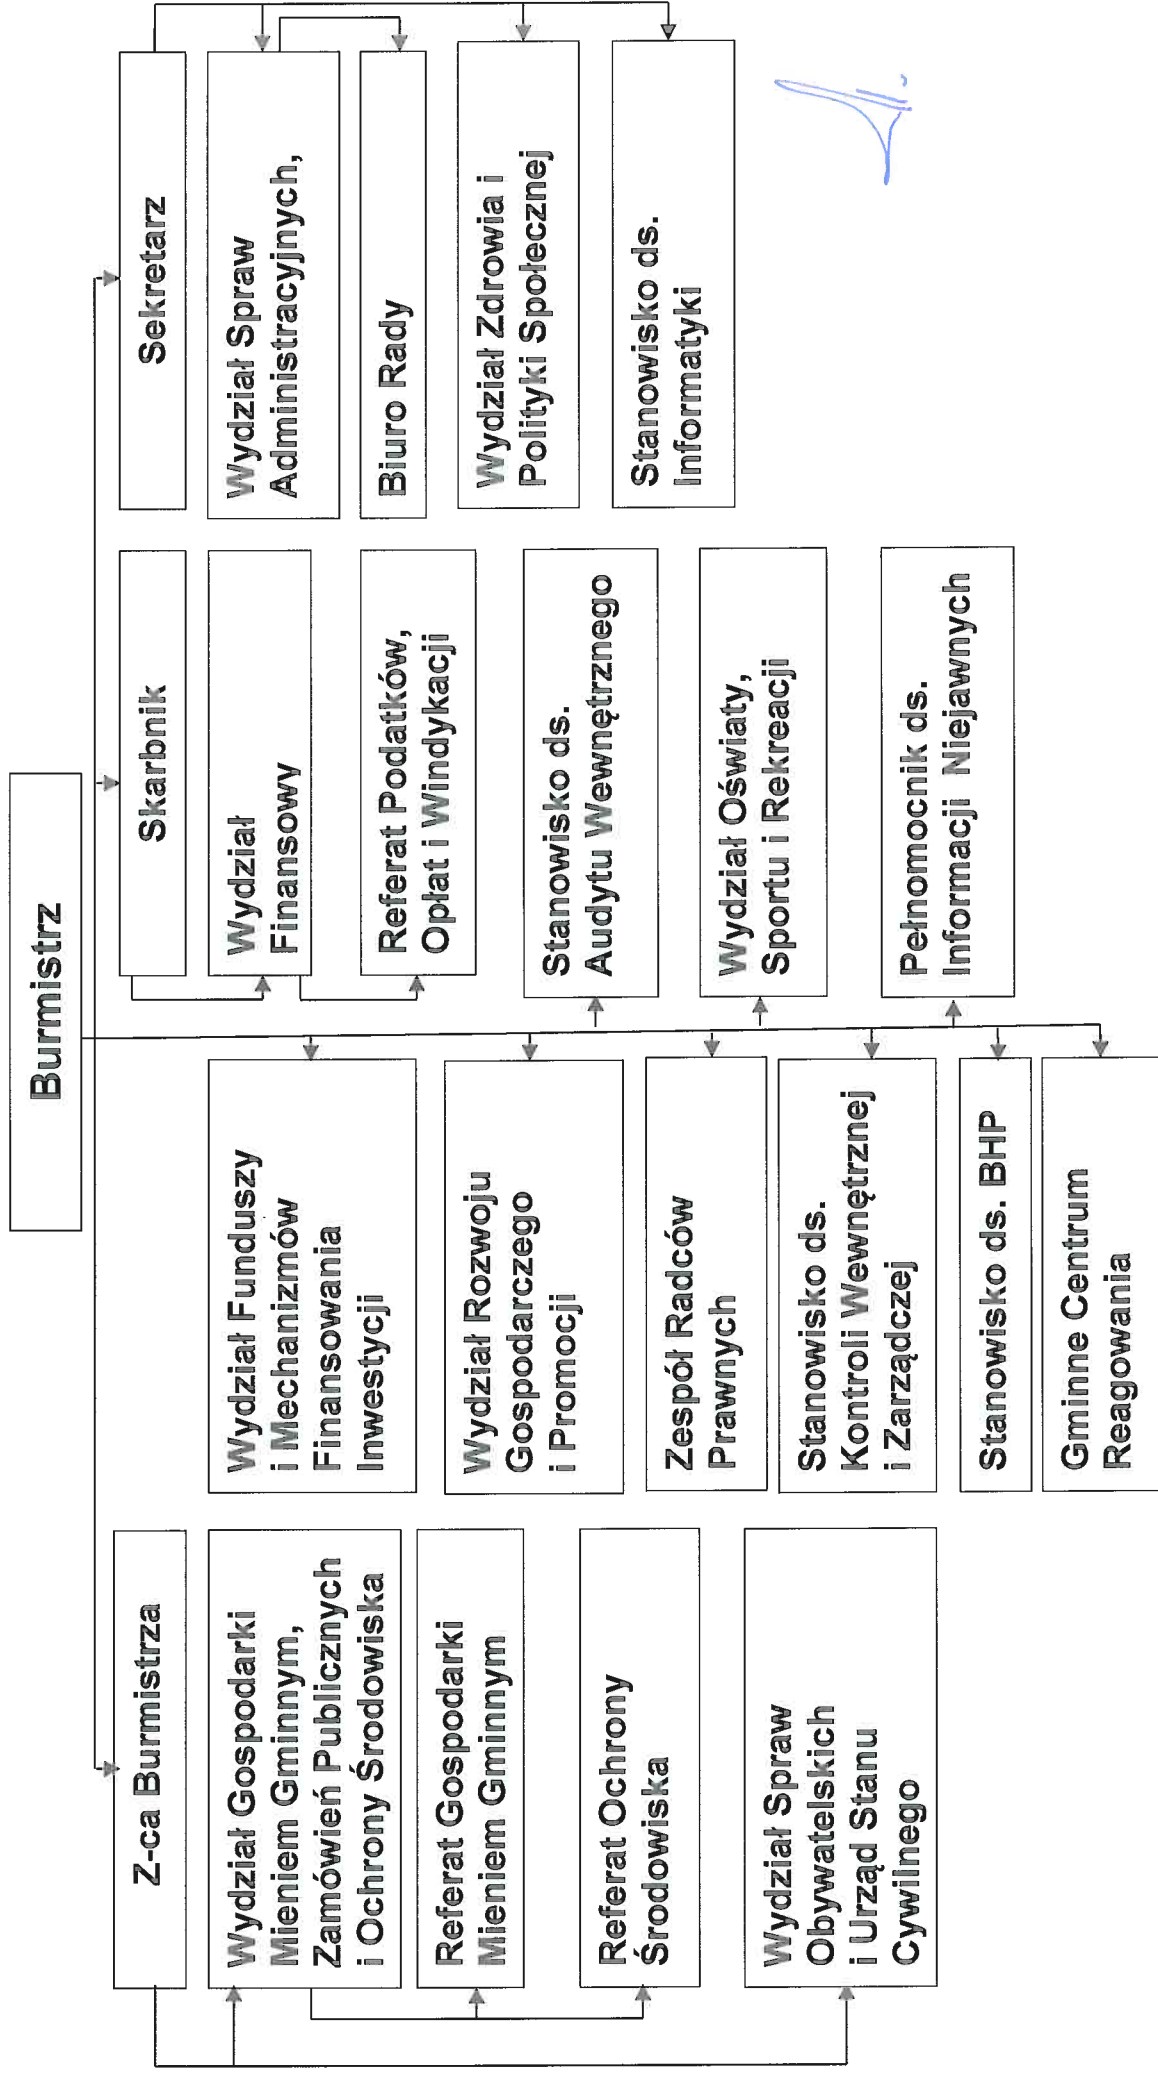 Burmistrz
Z-ca Burmistrza
Skarbnik
Sekretarz
Wydział Gospodarki
Mieniem Gminnym,
Zamówień Publicznych
i Ochrony Środowiska
Referat Gospodarki
Mieniem Gminnym
Referat Ochrony
Środowiska
Wydział Spraw
Obywatelskich
i Urząd Stanu
Cywilnego
Wydział Funduszy
i Mechanizmów
Finansowania
Inwestycji
Wydział Rozwoju
Gospodarczego
i Promocji
Zespół Radców
Prawnych
Stanowisko ds.
Kontroli Wewnętrznej
i Zarządczej
Stanowisko ds. BHP
Gminne Centrum
Reagowania
Wydział
Finansowy
Referat Podatków,
Opłat i Windykacji
Stanowisko ds.
Audytu Wewnętrznego
Wydział Oświaty,
Sportu i Rekreacji
Pełnomocnik ds.
Informacji Niejawnych
Wydział Spraw
Administracyjnych,
Biuro Rady
Wydział Zdrowia i
Polityki Społecznej
Stanowisko ds.
Informatyki